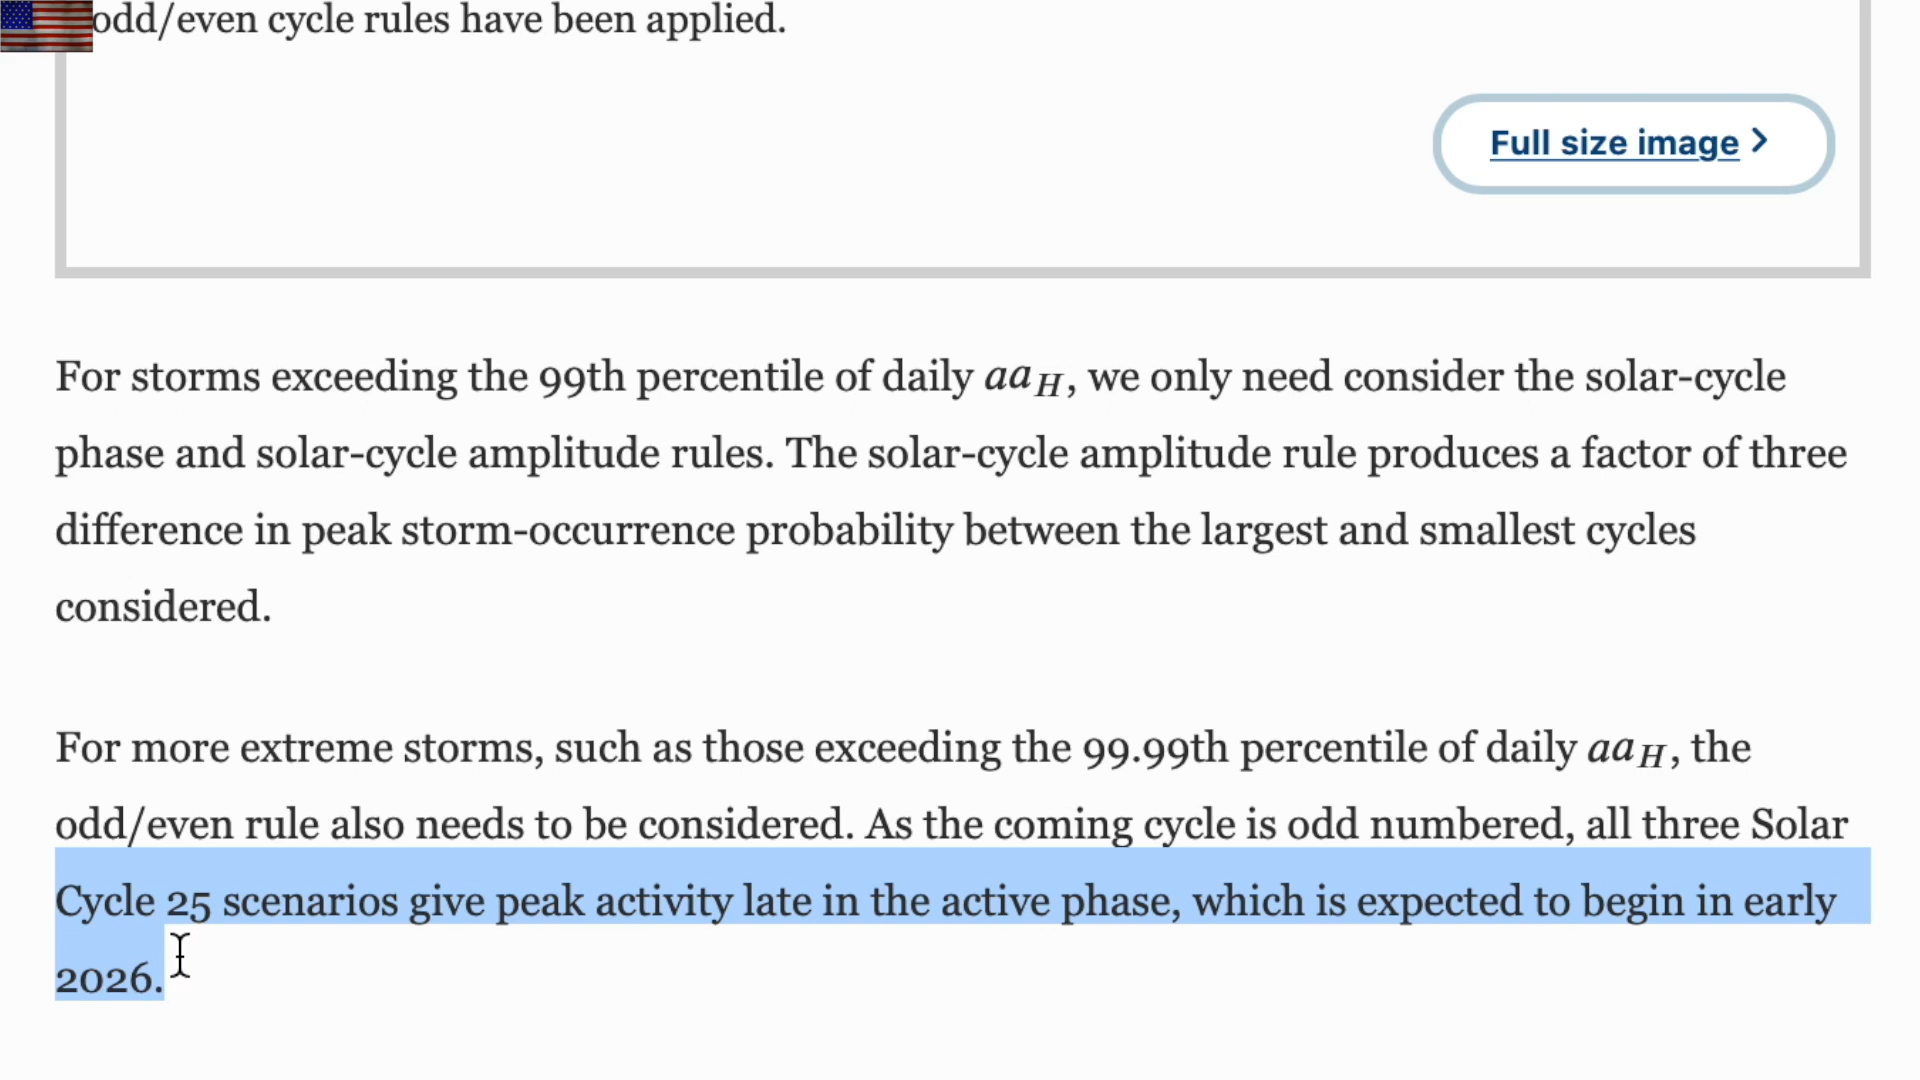 odd/even cycle rules have been applied.
Full size image
For storms exceeding the 99th percentile of daily aaH, we only need consider the solar-cycle
phase and solar-cycle amplitude rules. The solar-cycle amplitude rule produces a factor of three
difference in peak storm-occurrence probability between the largest and smallest cycles
considered.
For more extreme storms, such as those exceeding the 99.99th percentile of daily aaH, the
odd/even rule also needs to be considered. As the coming cycle is odd numbered, all three Solar
Cycle 25 scenarios give peak activity late in the active phase, which is expected to begin in early
2026.